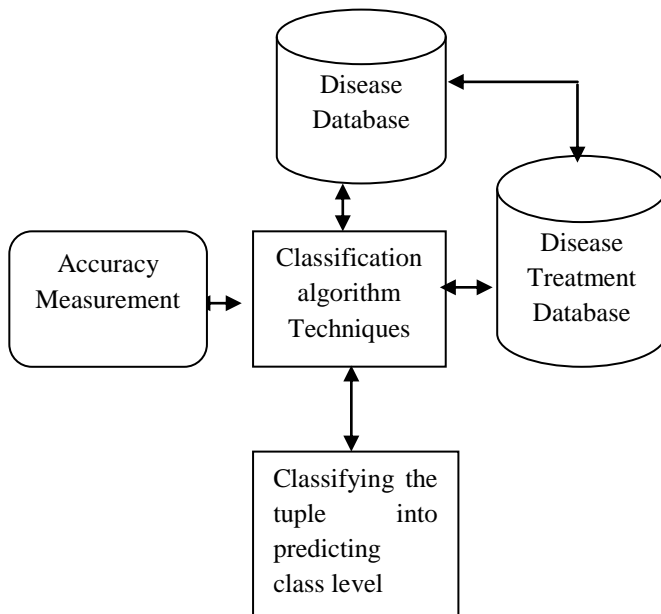 Disease
Database
Disease
Treatment
Database
Accuracy
Measurement
Classification
algorithm
Techniques
Classifying the
tuple into
predicting
class level